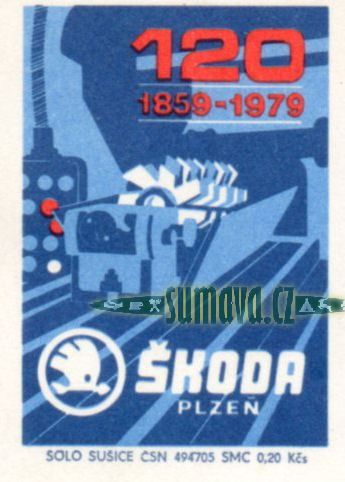 120
1859-1979
sumava.cz
ŠKODA
PLZEŇ
SOLO SUŠICE ČSN 494705 SMC 0,20 Kčs